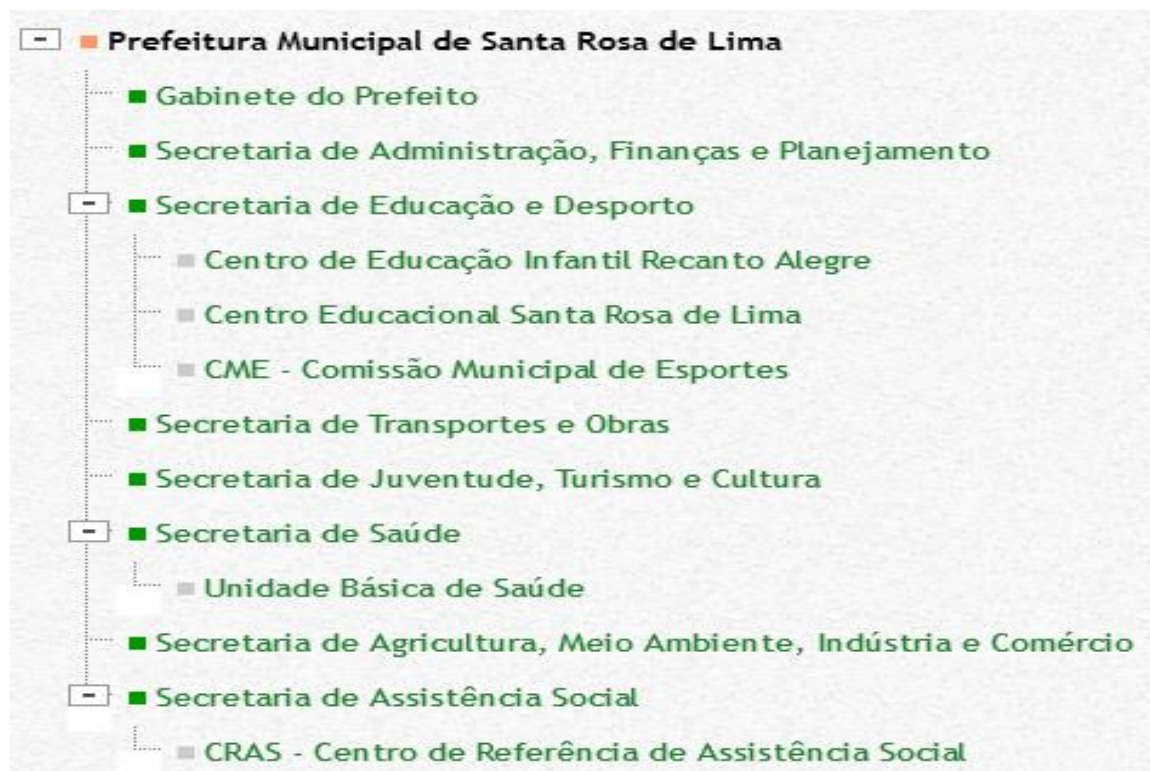 Prefeitura Municipal de Santa Rosa de Lima
Gabinete do Prefeito
Secretaria de Administração, Finanças e Planejamento
Secretaria de Educação e Desporto
Centro de Educação Infantil Recanto Alegre
Centro Educacional Santa Rosa de Lima
CME - Comissão Municipal de Esportes
Secretaria de Transportes e Obras
Secretaria de Juventude, Turismo e Cultura
Secretaria de Saúde
Unidade Básica de Saúde
Secretaria de Agricultura, Meio Ambiente, Indústria e Comércio
Secretaria de Assistência Social
CRAS - Centro de Referência de Assistência Social